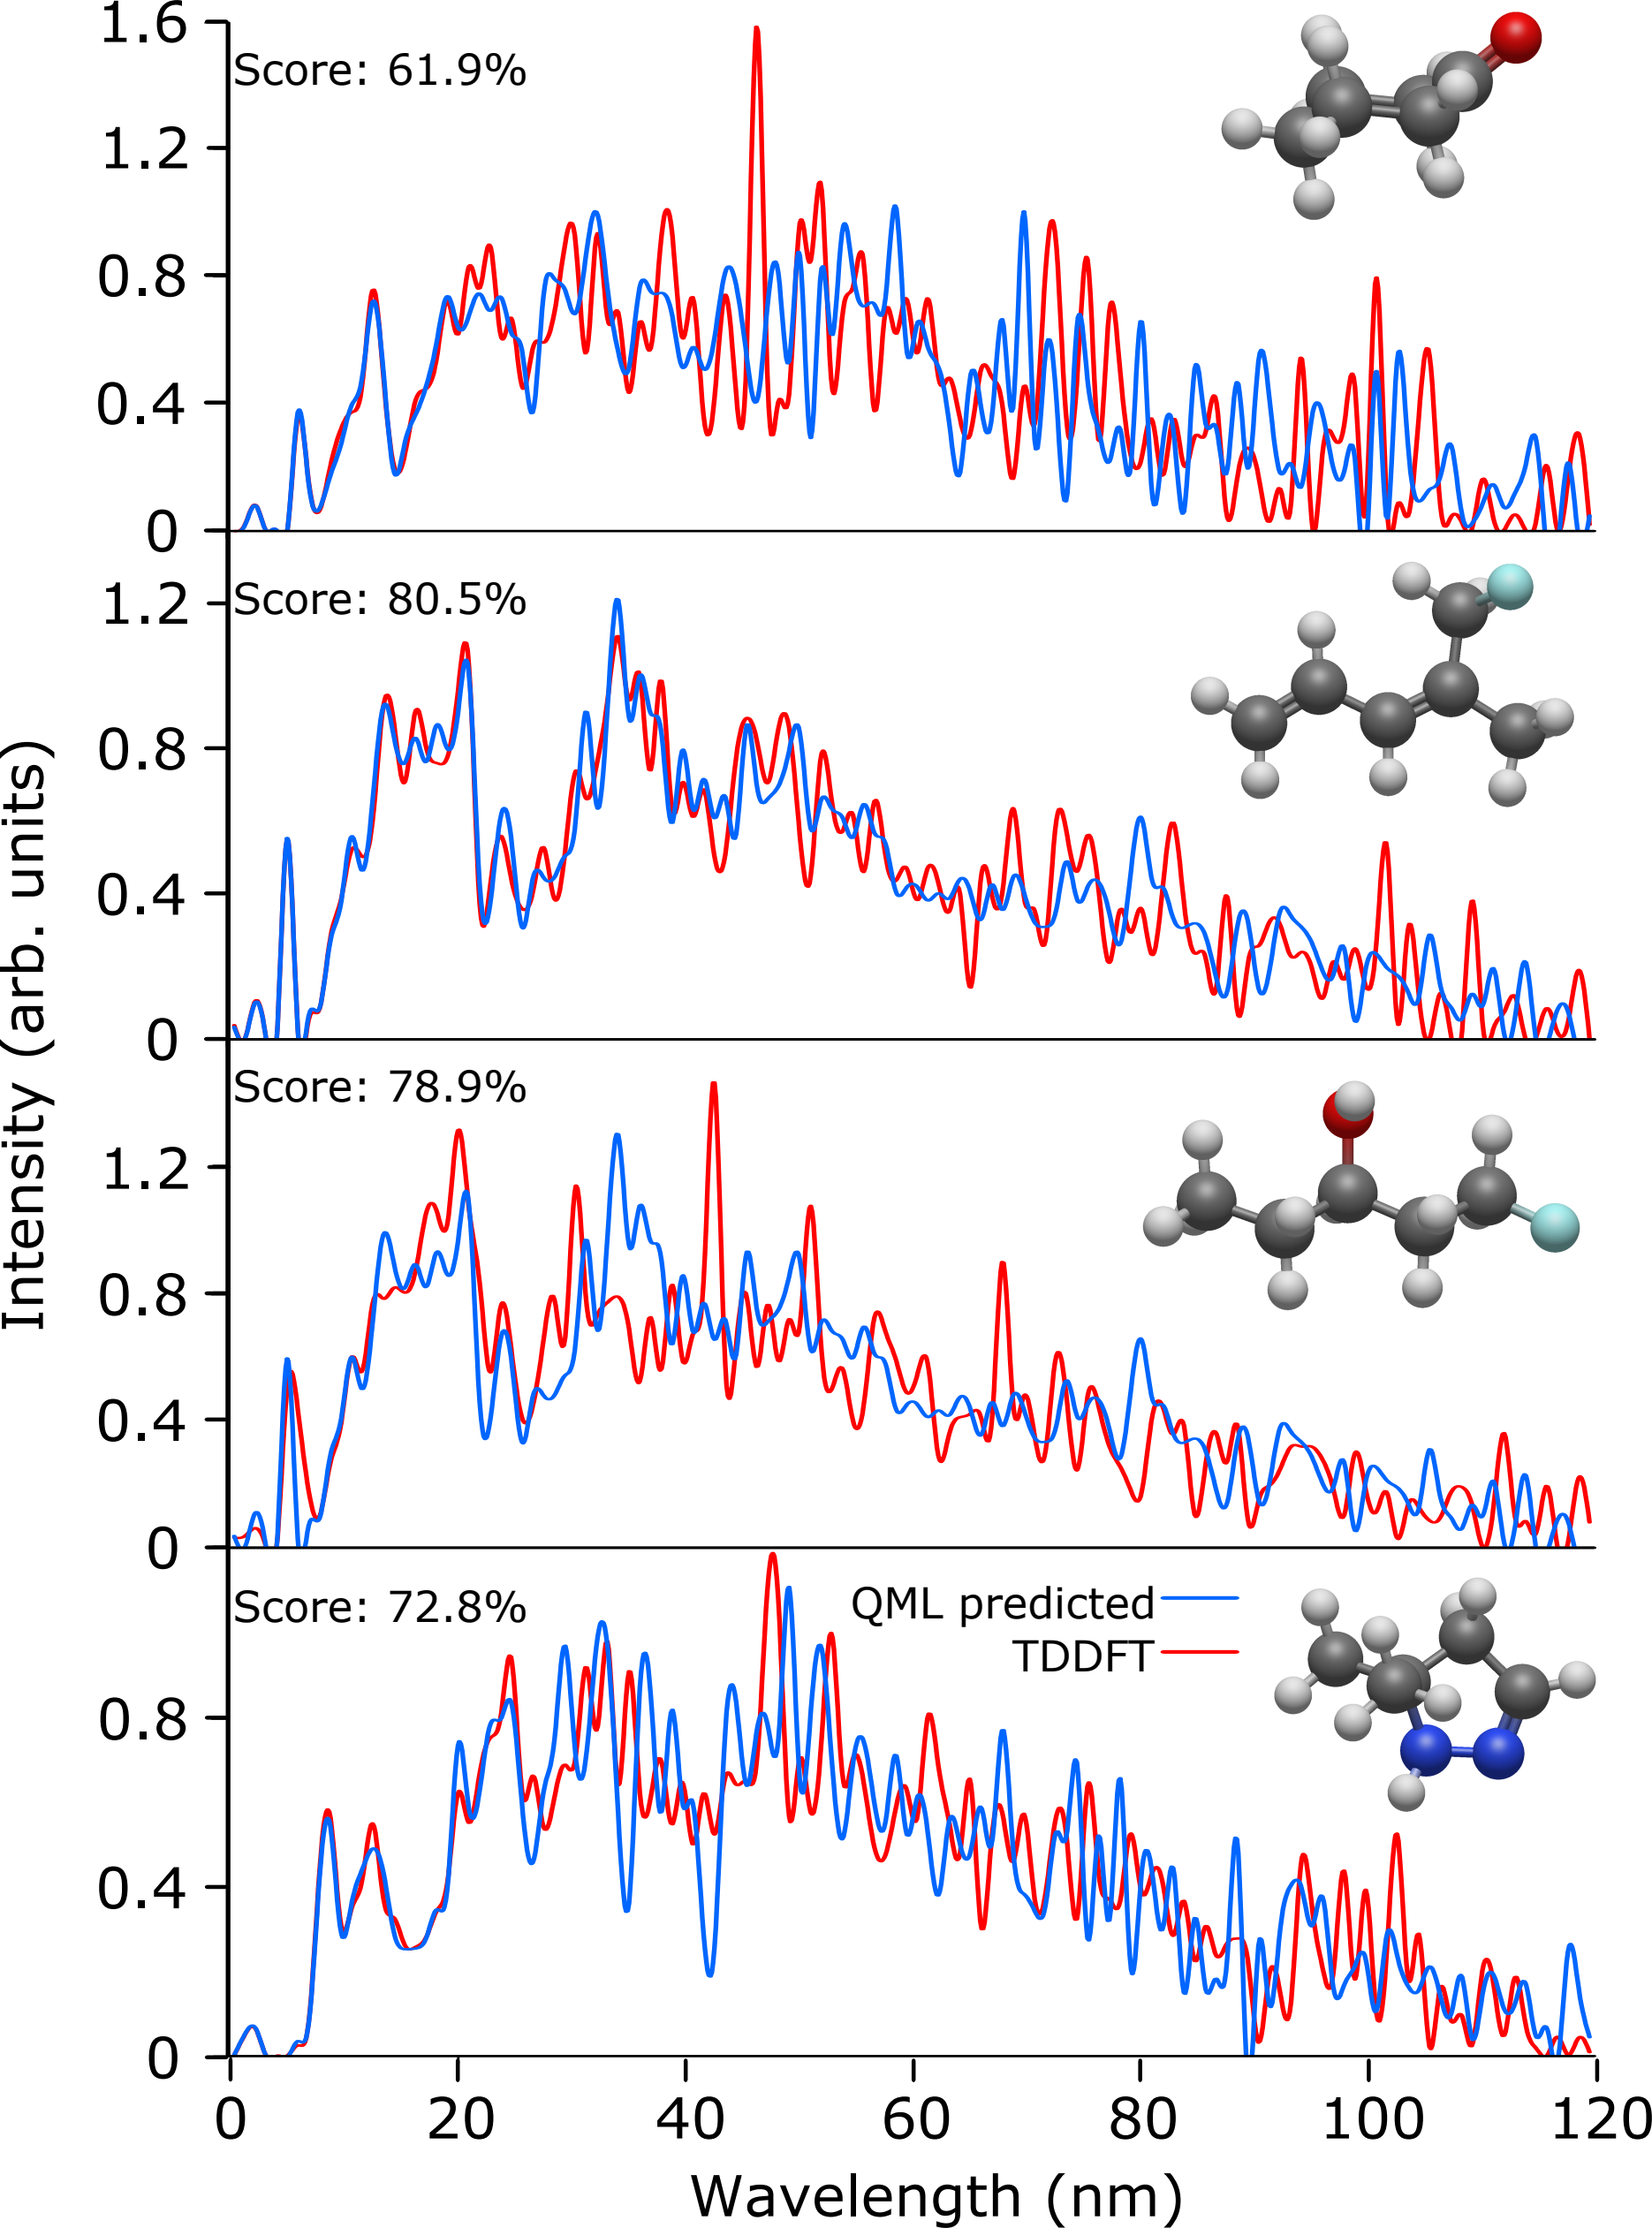 1.6
Score: 61.9%
1.2
0.8
0.4
0
1.2
Score: 80.5%
0.8
0.4
0
Score: 78.9%
1.2
0.8
0.4
0
Score: 72.8%
QML predicted
TDDFT
0.8
0.4
0
0 20 40 60 80 100 120
Wavelength (nm)
Intensity (arb. units)